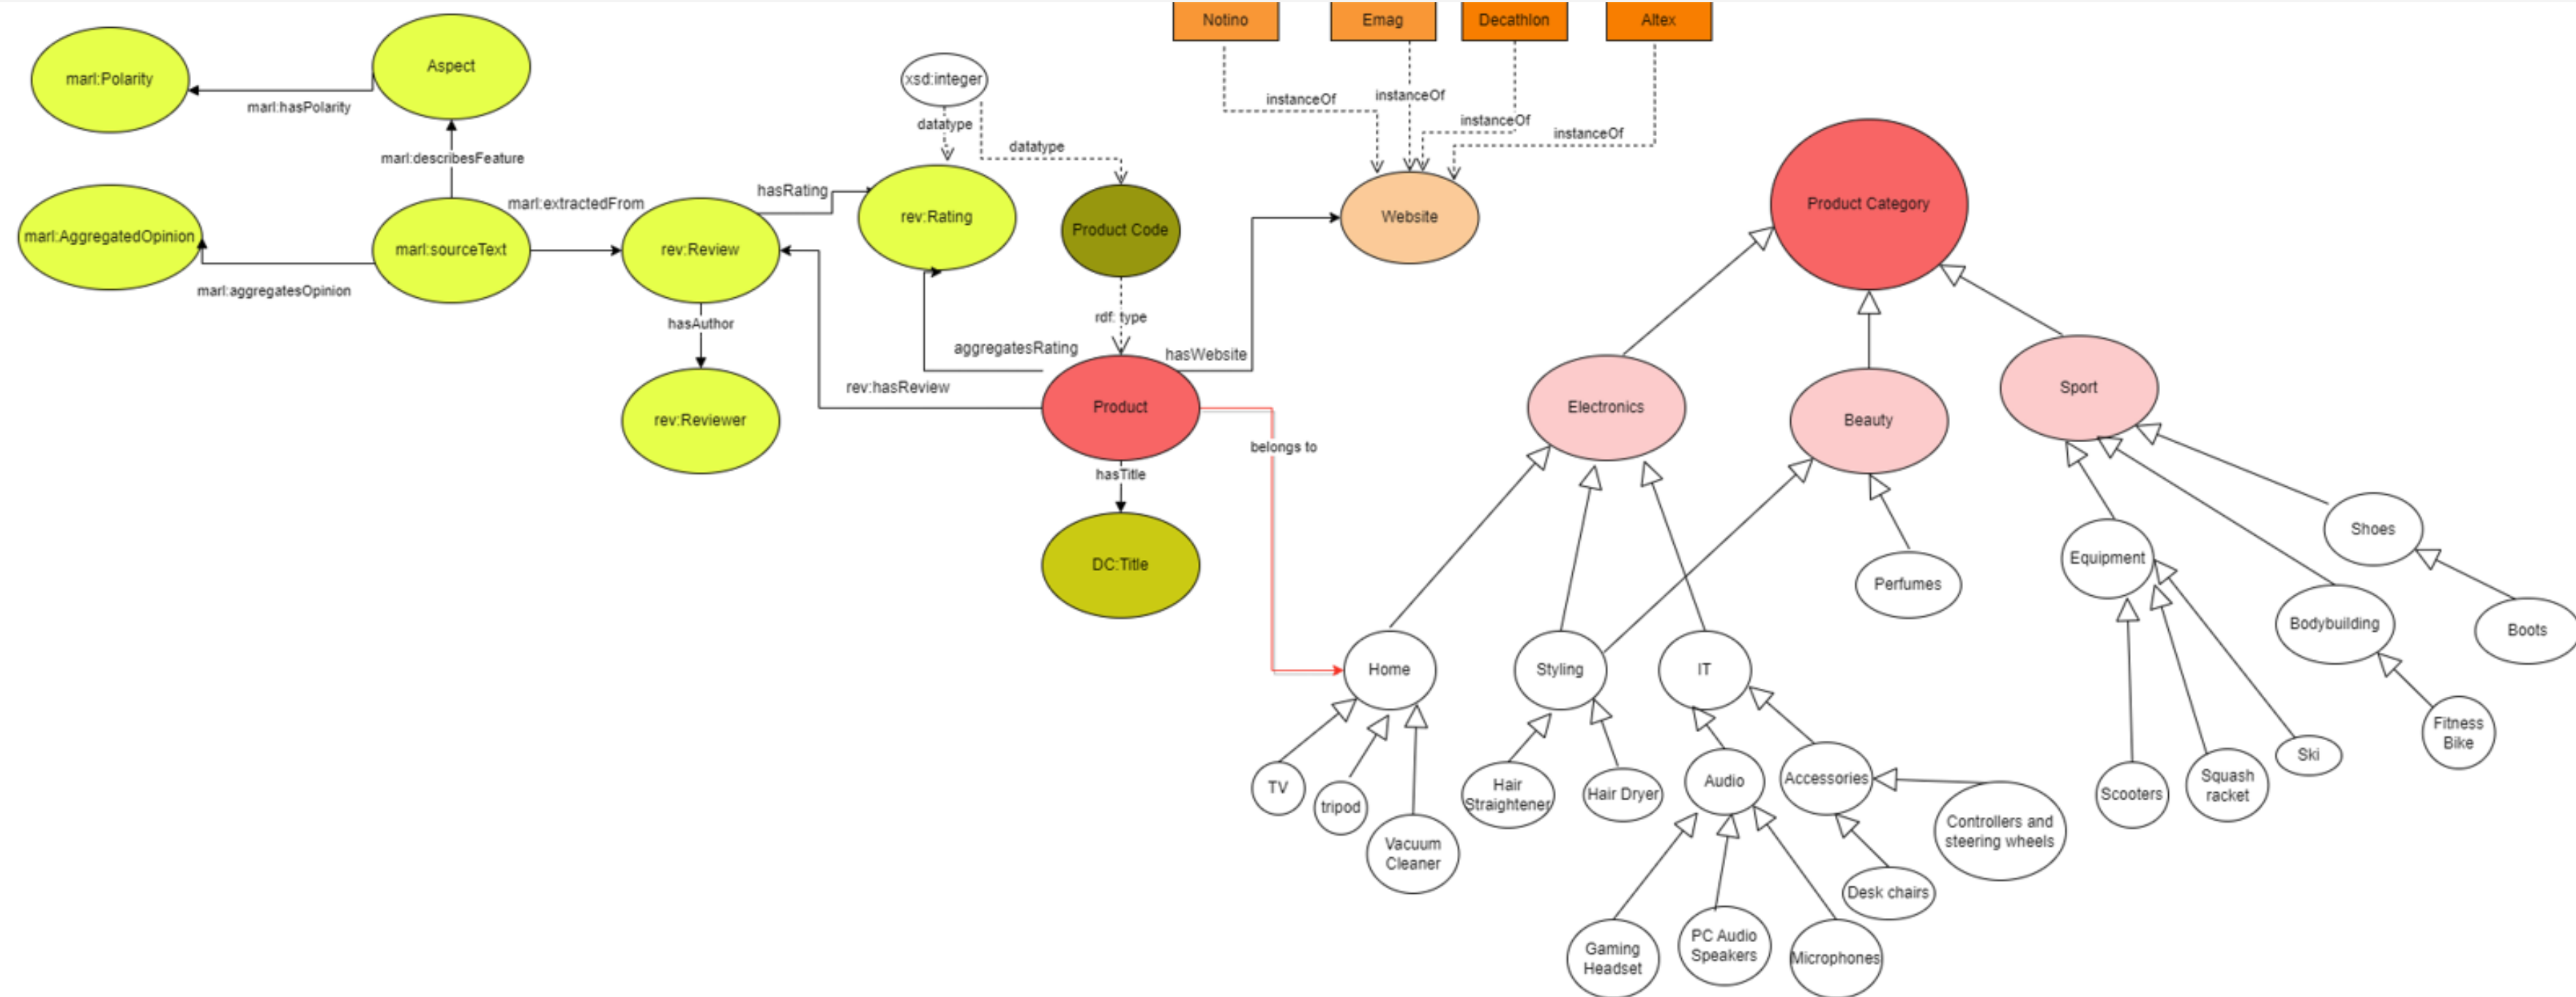 Notino
Emag
Decathlon
Altex
marl:Polarity
Aspect
marl:hasPolarity
xsd:integer
datatype
datatype
instanceOf
instanceOf
instanceOf
instanceOf
marl:describesFeature
marl:extractedFrom
hasRating
marl:AggregatedOpinion
marl:sourceText
rev:Review
rev:Rating
Product Code
Website
Product Category
marl:aggregatesOpinion
hasAuthor
rdf: type
aggregatesRating
hasWebsite
rev:hasReview
rev:Reviewer
Product
belongs to
hasTitle
DC:Title
Electronics
Beauty
Sport
Perfumes
Equipment
Shoes
Bodybuilding
Boots
Home
Styling
IT
Fitness
Bike
TV
tripod
Vacuum
Cleaner
Hair
Straightener
Hair Dryer
Audio
Accessories
Controllers and
steering wheels
Scooters
Squash
racket
Ski
Desk chairs
Gaming
Headset
PC Audio
Speakers
Microphones